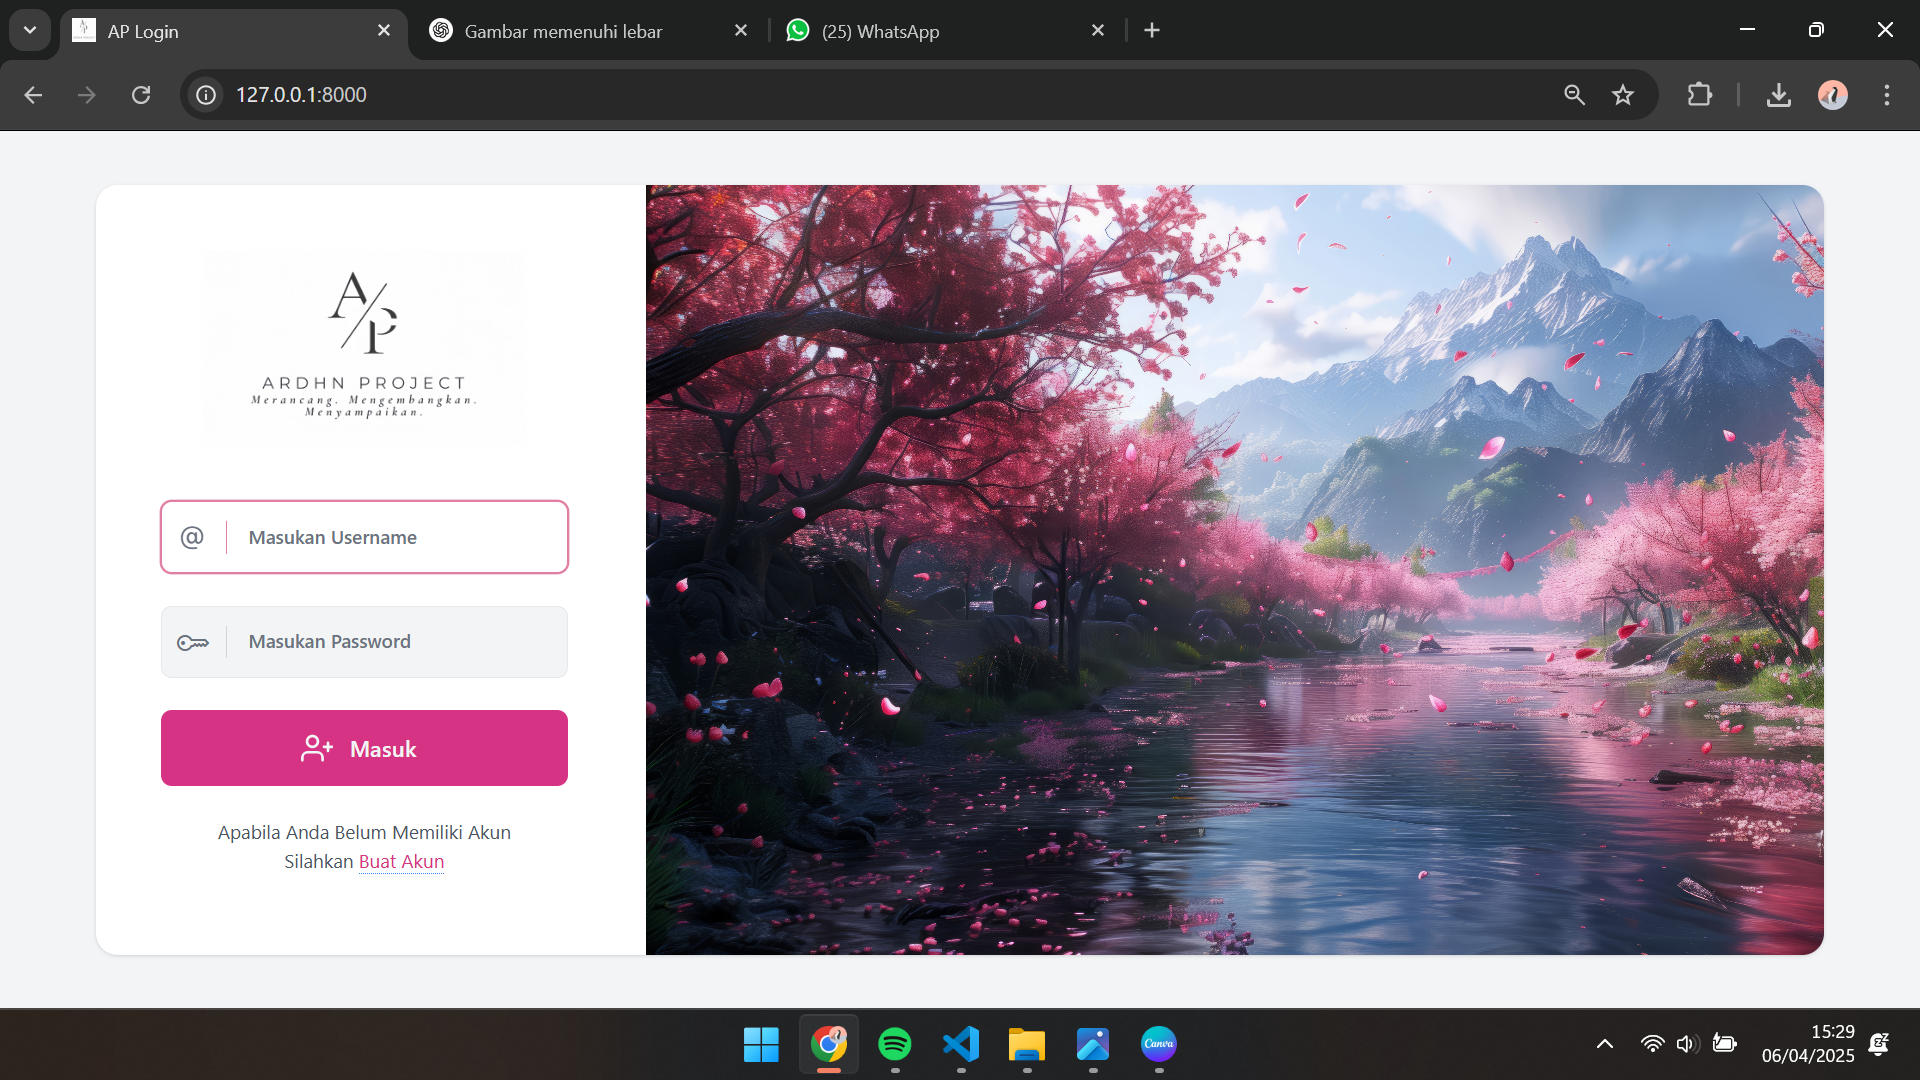 AP Login
Gambar memenuhi lebar
(25) WhatsApp
127.0.0.1:8000
A/P
ARDHN PROJECT
Merancang. Mengembangkan.
Menyampaikan.
@ Masukan Username
Masukan Password
Masuk
Apabila Anda Belum Memiliki Akun
Silahkan Buat Akun
Canva
15:29
06/04/2025